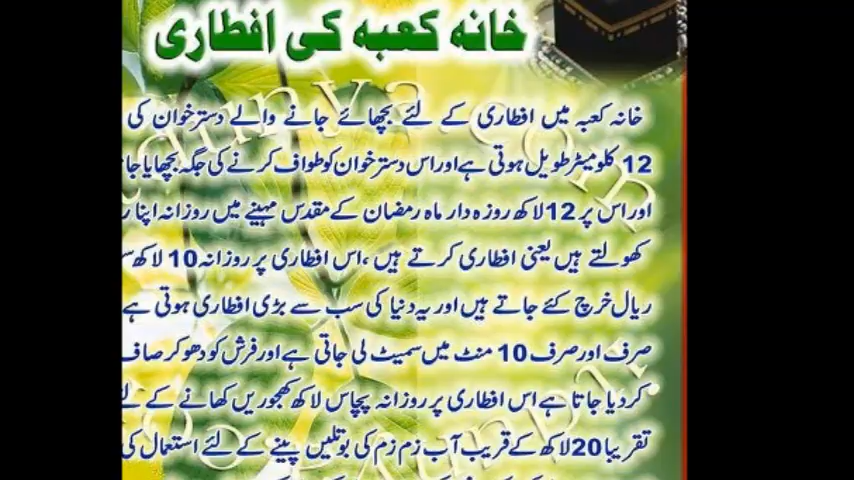 خانہ کعبہ کی افطاری
خانہ کعبہ میں افطاری کے لئے بچھائے جانے والے دسترخوان کی
12 کلومیٹر طویل ہوتی ہے اور اس دسترخوان کو طواف کرنے کی جگہ بچھایا جا
اور اس پر 12 لاکھ روزہ دار ماہ رمضان کے مقدس مہینے میں روزانہ اپنا ر
کھولتے ہیں یعنی افطاری کرتے ہیں ،اس افطاری پر روزانہ 10 لاکھ س
ریال خرچ کئے جاتے ہیں اور یہ دنیا کی سب سے بڑی افطاری ہوتی ہے
صرف اور صرف 10 منٹ میں سمیٹ لی جاتی ہے اور فرش کو دھو کر صاف
کر دیا جاتا ہے اس افطاری پر روزانہ پچاس لاکھ کھجوریں کھانے کے ل
تقریبا 20 لاکھ کے قریب آب زم زم کی بوتلیں پینے کے لئے استعمال کی